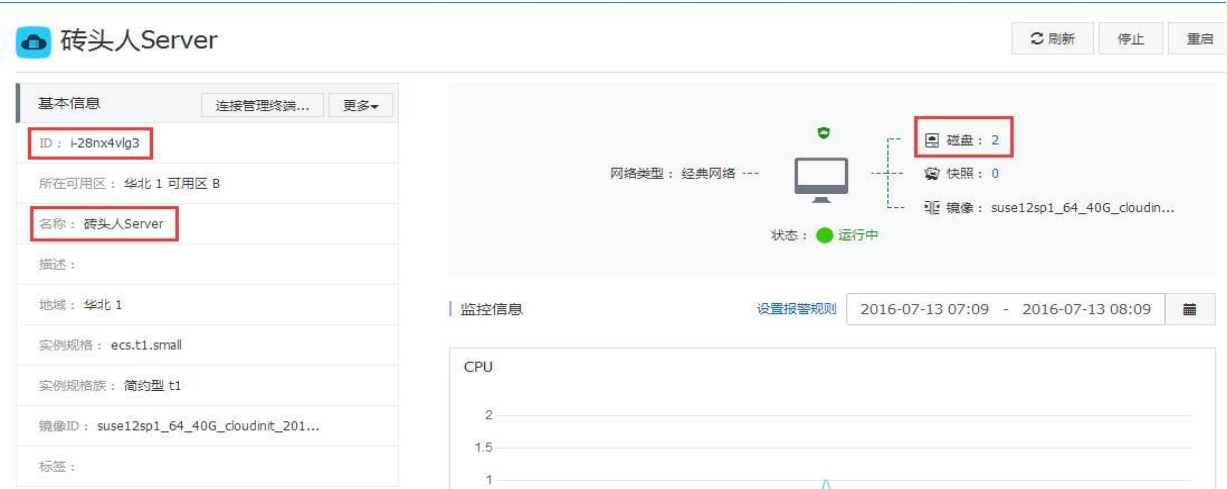 砖头人Server
刷新 停止 重启
基本信息 连接管理终端... 更多
ID： i-28nx4vlg3
所在可用区： 华北 1 可用区 B
名称： 砖头人Server
描述：
地域： 华北 1
实例规格： ecs.t1.small
实例规格族： 简约型 t1
镜像ID： suse12sp1_64_40G_cloudinit_201...
标签：
磁盘： 2
网络类型： 经典网络
快照： 0
镜像： suse12sp1_64_40G_cloudin...
状态： 运行中
监控信息 设置报警规则 2016-07-13 07:09 - 2016-07-13 08:09
CPU
2
1.5
1